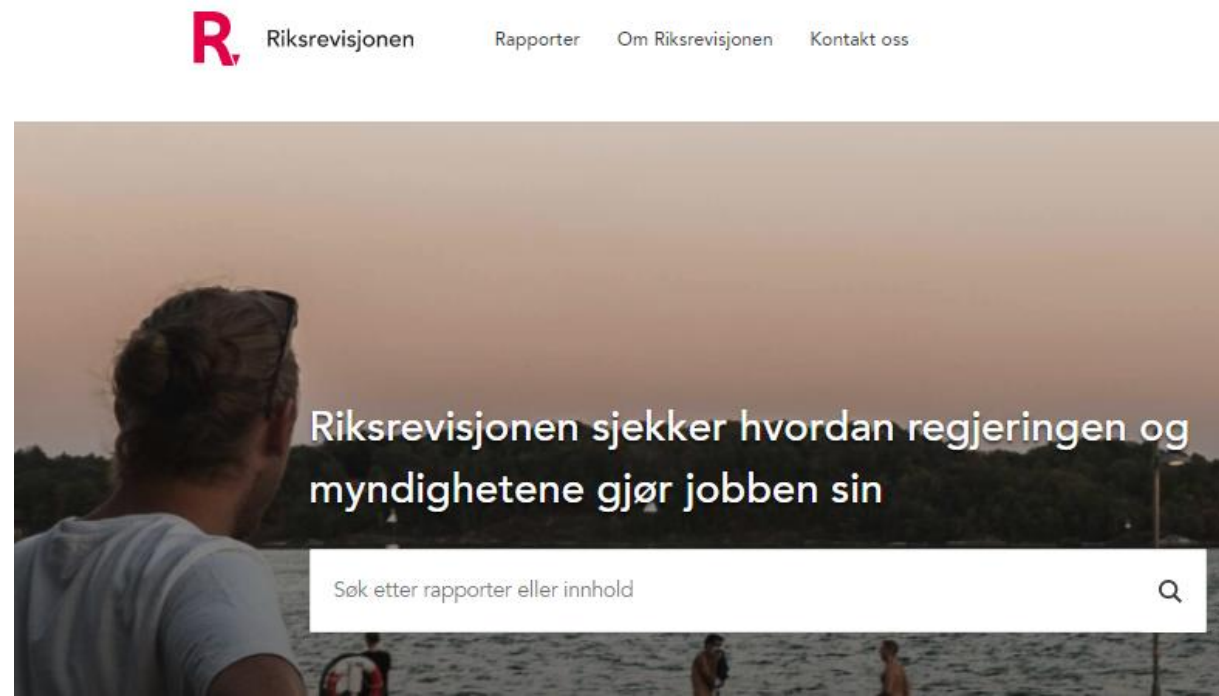 R. Riksrevisjonen Rapporter Om Riksrevisjonen Kontakt oss
Riksrevisjonen sjekker hvordan regjeringen og
myndighetene gjør jobben sin
Søk etter rapporter eller innhold